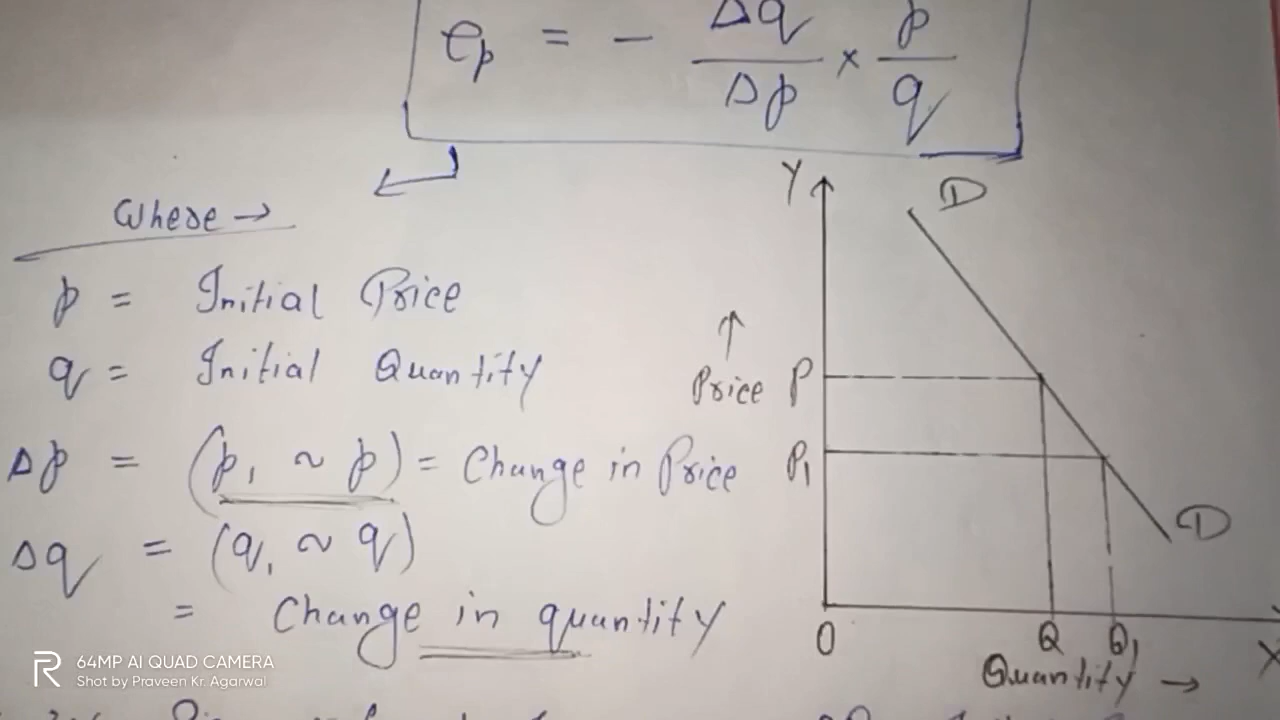 ep = - Δq/Δp × p/q
Where →
p = Initial Price
q = Initial Quantity
Δp = (p₁ ~ p) = Change in Price
Δq = (q₁ ~ q)
= Change in quantity
Y
D
↑
Price P
P₁
D
O Q Q₁ X
Quantity →
64MP AI QUAD CAMERA
Shot by Praveen Kr. Agarwal